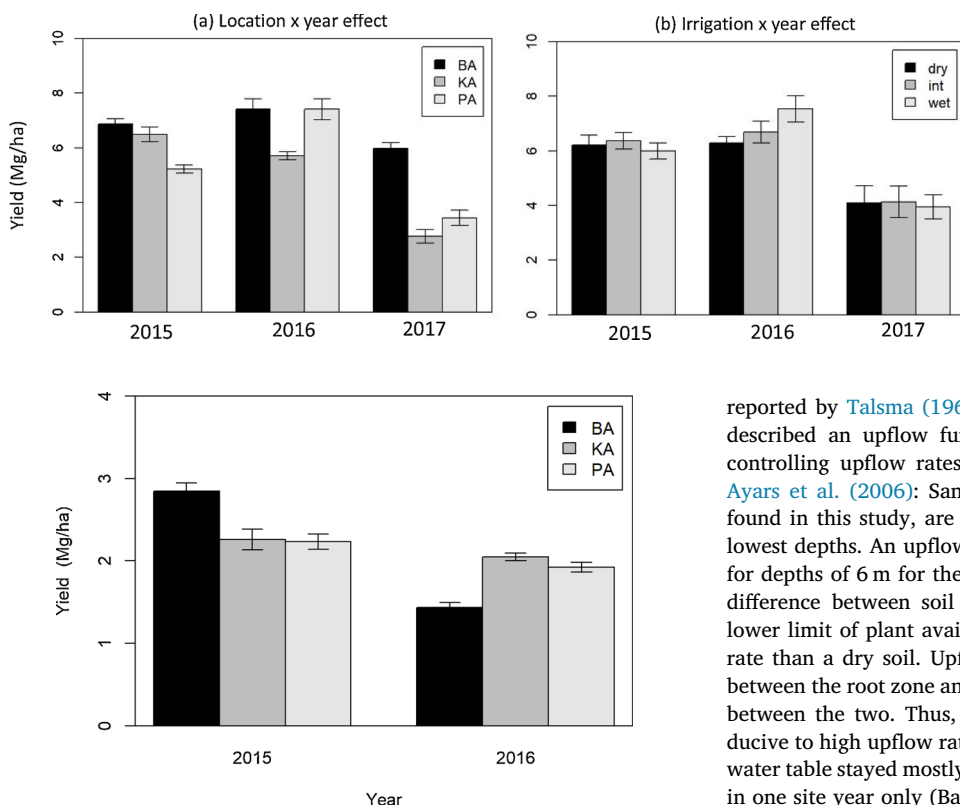 (a) Location x year effect
Yield (Mg/ha)
0
2
4
6
8
10
BA
KA
PA
2015
2016
2017
(b) Irrigation x year effect
0
2
4
6
8
10
dry
int
wet
2015
2016
2017
Yield (Mg/ha)
0
1
2
3
4
BA
KA
PA
2015
2016
Year
reported by Talsma (196
described an upflow fu
controlling upflow rates
Ayars et al. (2006): San
found in this study, are
lowest depths. An upflow
for depths of 6 m for the
difference between soil
lower limit of plant avai
rate than a dry soil. Upf
between the root zone an
between the two. Thus,
ducive to high upflow rat
water table stayed mostly
in one site year only (Ba